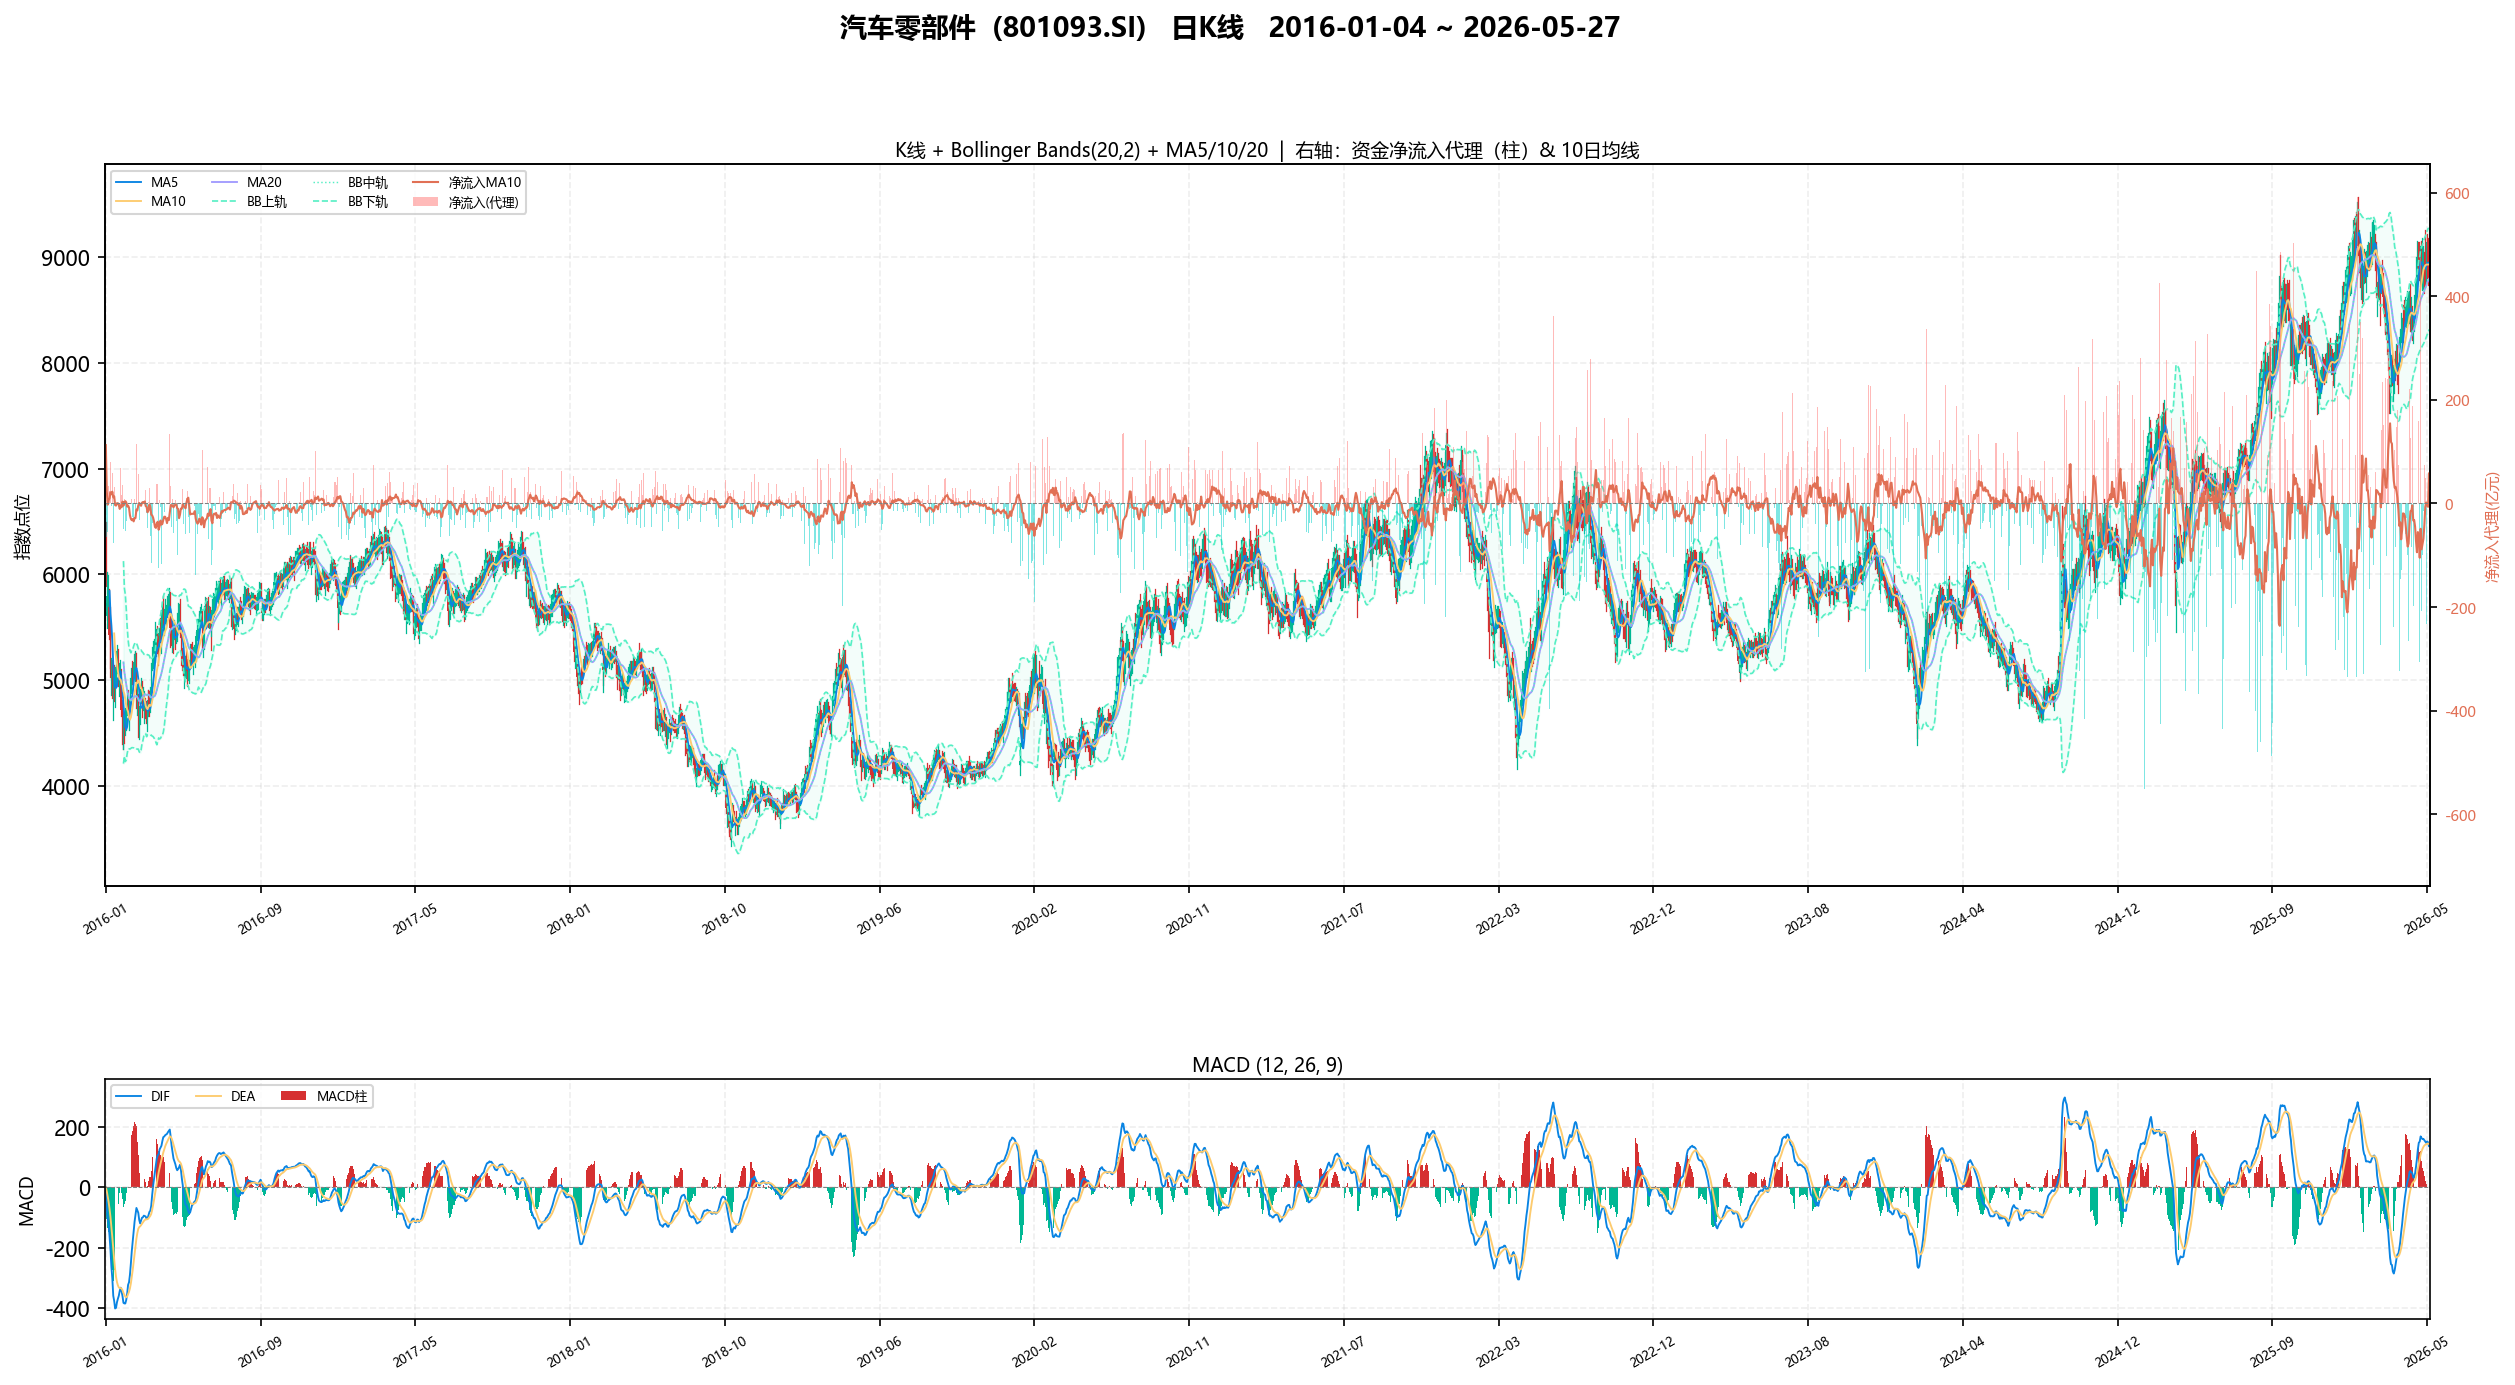 汽车零部件 (801093.SI) 日K线 2016-01-04 ~ 2026-05-27
K线 + Bollinger Bands(20,2) + MA5/10/20 | 右轴：资金净流入代理（柱）& 10日均线
MA5 MA20 BB中轨 净流入MA10
MA10 BB上轨 BB下轨 净流入(代理)
指数点位
9000
8000
7000
6000
5000
4000
600
400
200
0
-200
-400
-600
净流入代理(亿元)
2016-01 2016-09 2017-05 2018-01 2018-10 2019-06 2020-02 2020-11 2021-07 2022-03 2022-12 2023-08 2024-04 2024-12 2025-09 2026-05
MACD (12, 26, 9)
DIF DEA MACD柱
MACD
200
0
-200
-400
2016-01 2016-09 2017-05 2018-01 2018-10 2019-06 2020-02 2020-11 2021-07 2022-03 2022-12 2023-08 2024-04 2024-12 2025-09 2026-05